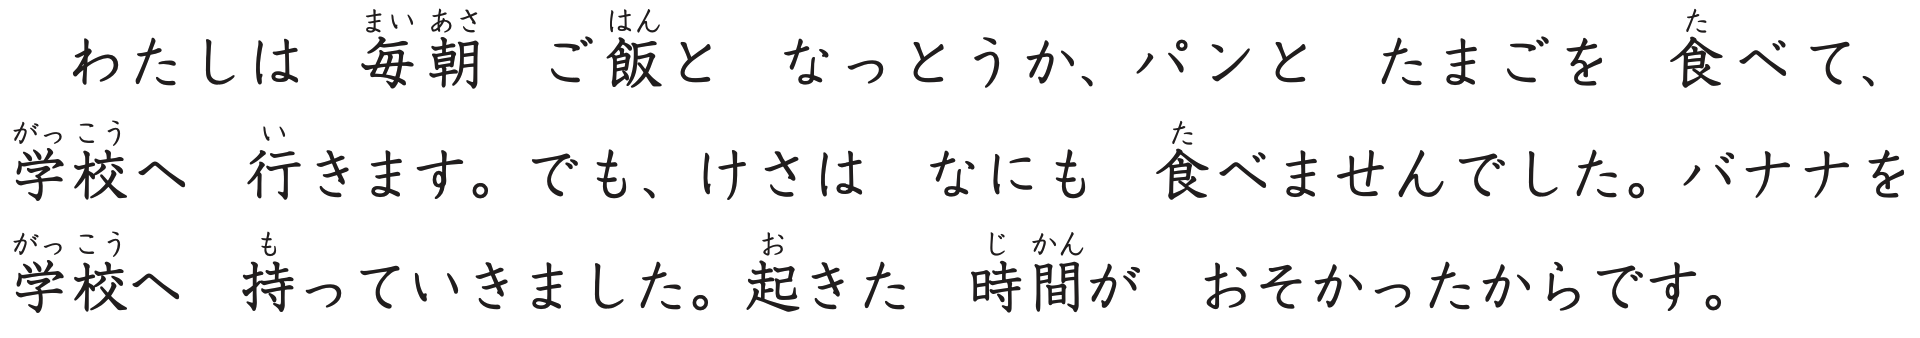 わたしは　毎朝　ご飯と　なっとうか、パンと　たまごを　食べて、
学校へ　行きます。でも、けさは　なにも　食べませんでした。バナナを
学校へ　持っていきました。起きた　時間が　おそかったからです。